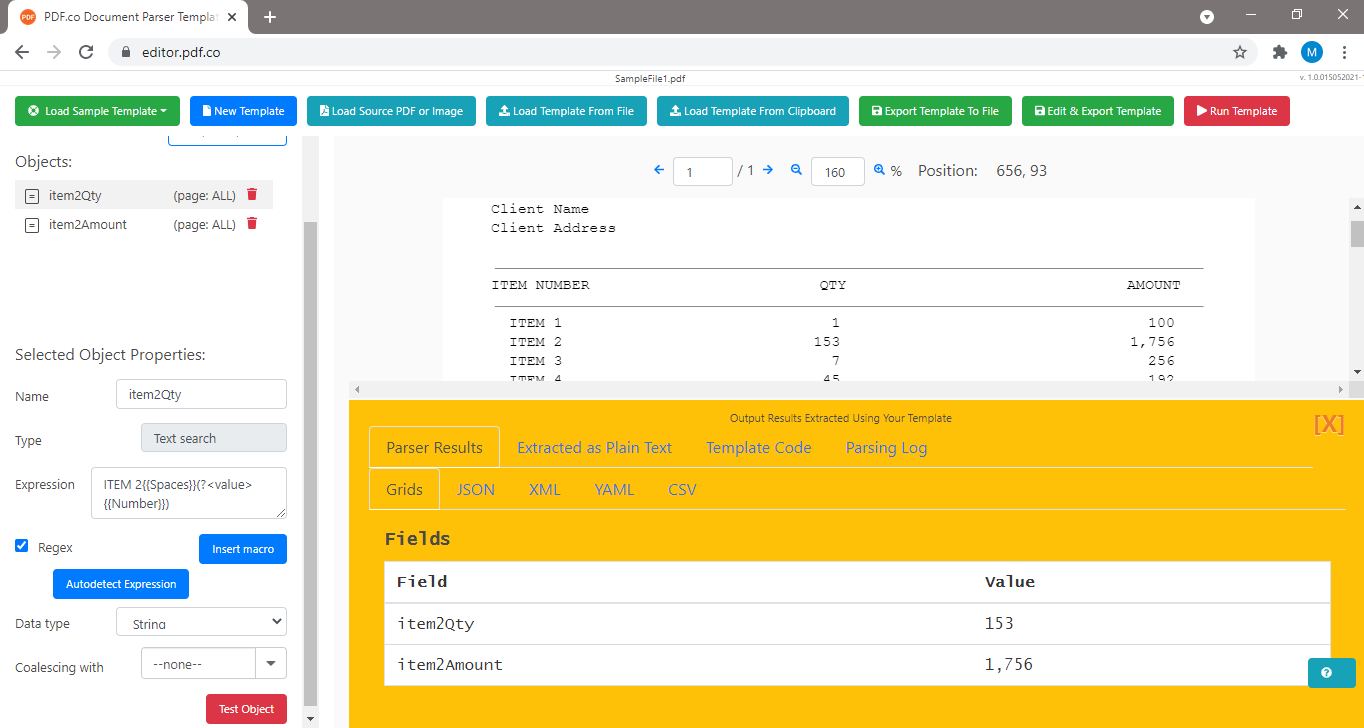 PDF.co Document Parser Templat
M
editor.pdf.co
SampleFile1.pdf
Load Sample Template
New Template
Load Source PDF or Image
Load Template From File
Load Template From Clipboard
Export Template To File
Edit & Export Template
Run Template
1 / 1 160 % Position: 656, 93
Objects:
item2Qty (page: ALL)
item2Amount (page: ALL)
Selected Object Properties:
Name item2Qty
Type Text search
Expression ITEM 2{{Spaces}}(?<value>
{{Number}})
Regex Insert macro
Autodetect Expression
Data type String
Coalescing with --none--
Test Object
Client Name
Client Address
ITEM NUMBER QTY AMOUNT
ITEM 1 1 100
ITEM 2 153 1,756
ITEM 3 7 256
ITEM 4 45 192
Output Results Extracted Using Your Template
[X]
Parser Results Extracted as Plain Text Template Code Parsing Log
Grids JSON XML YAML CSV
Fields
Field Value
item2Qty 153
item2Amount 1,756